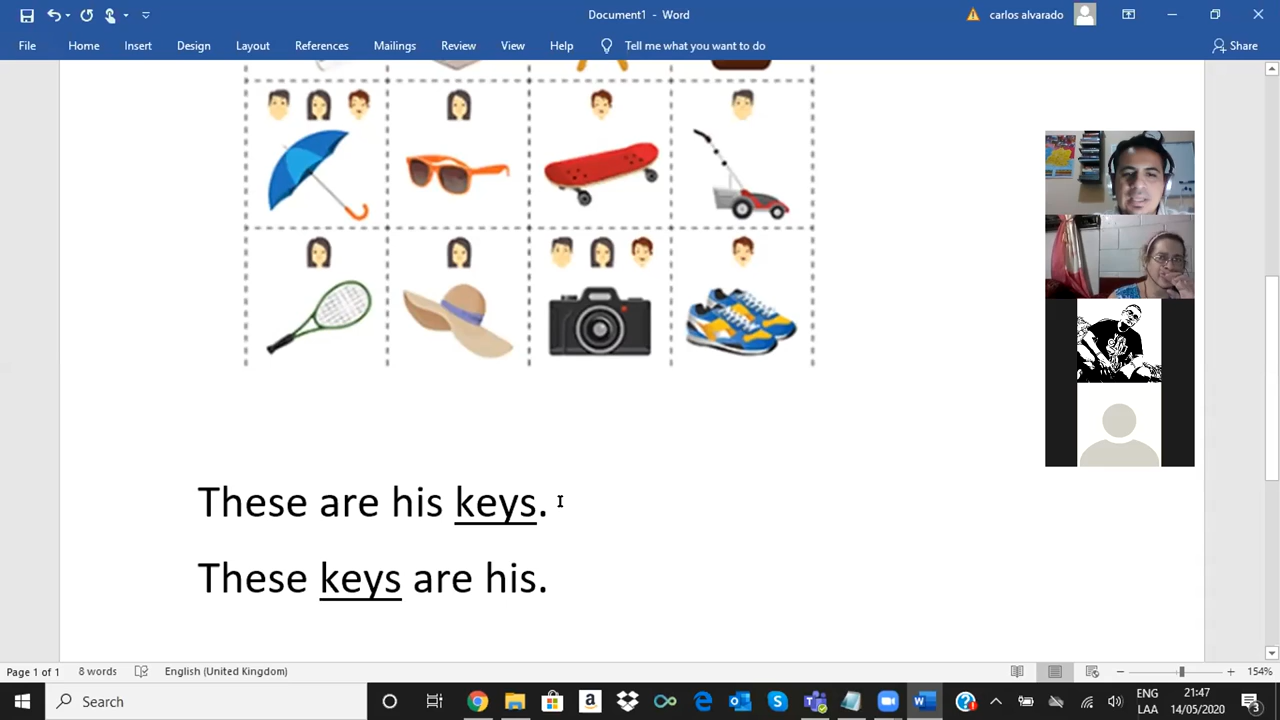 Document1 - Word
carlos alvarado
File Home Insert Design Layout References Mailings Review View Help Tell me what you want to do Share
These are his keys.
These keys are his.
Page 1 of 1 8 words English (United Kingdom) 154%
Search
ENG 21:47
LAA 14/05/2020 3